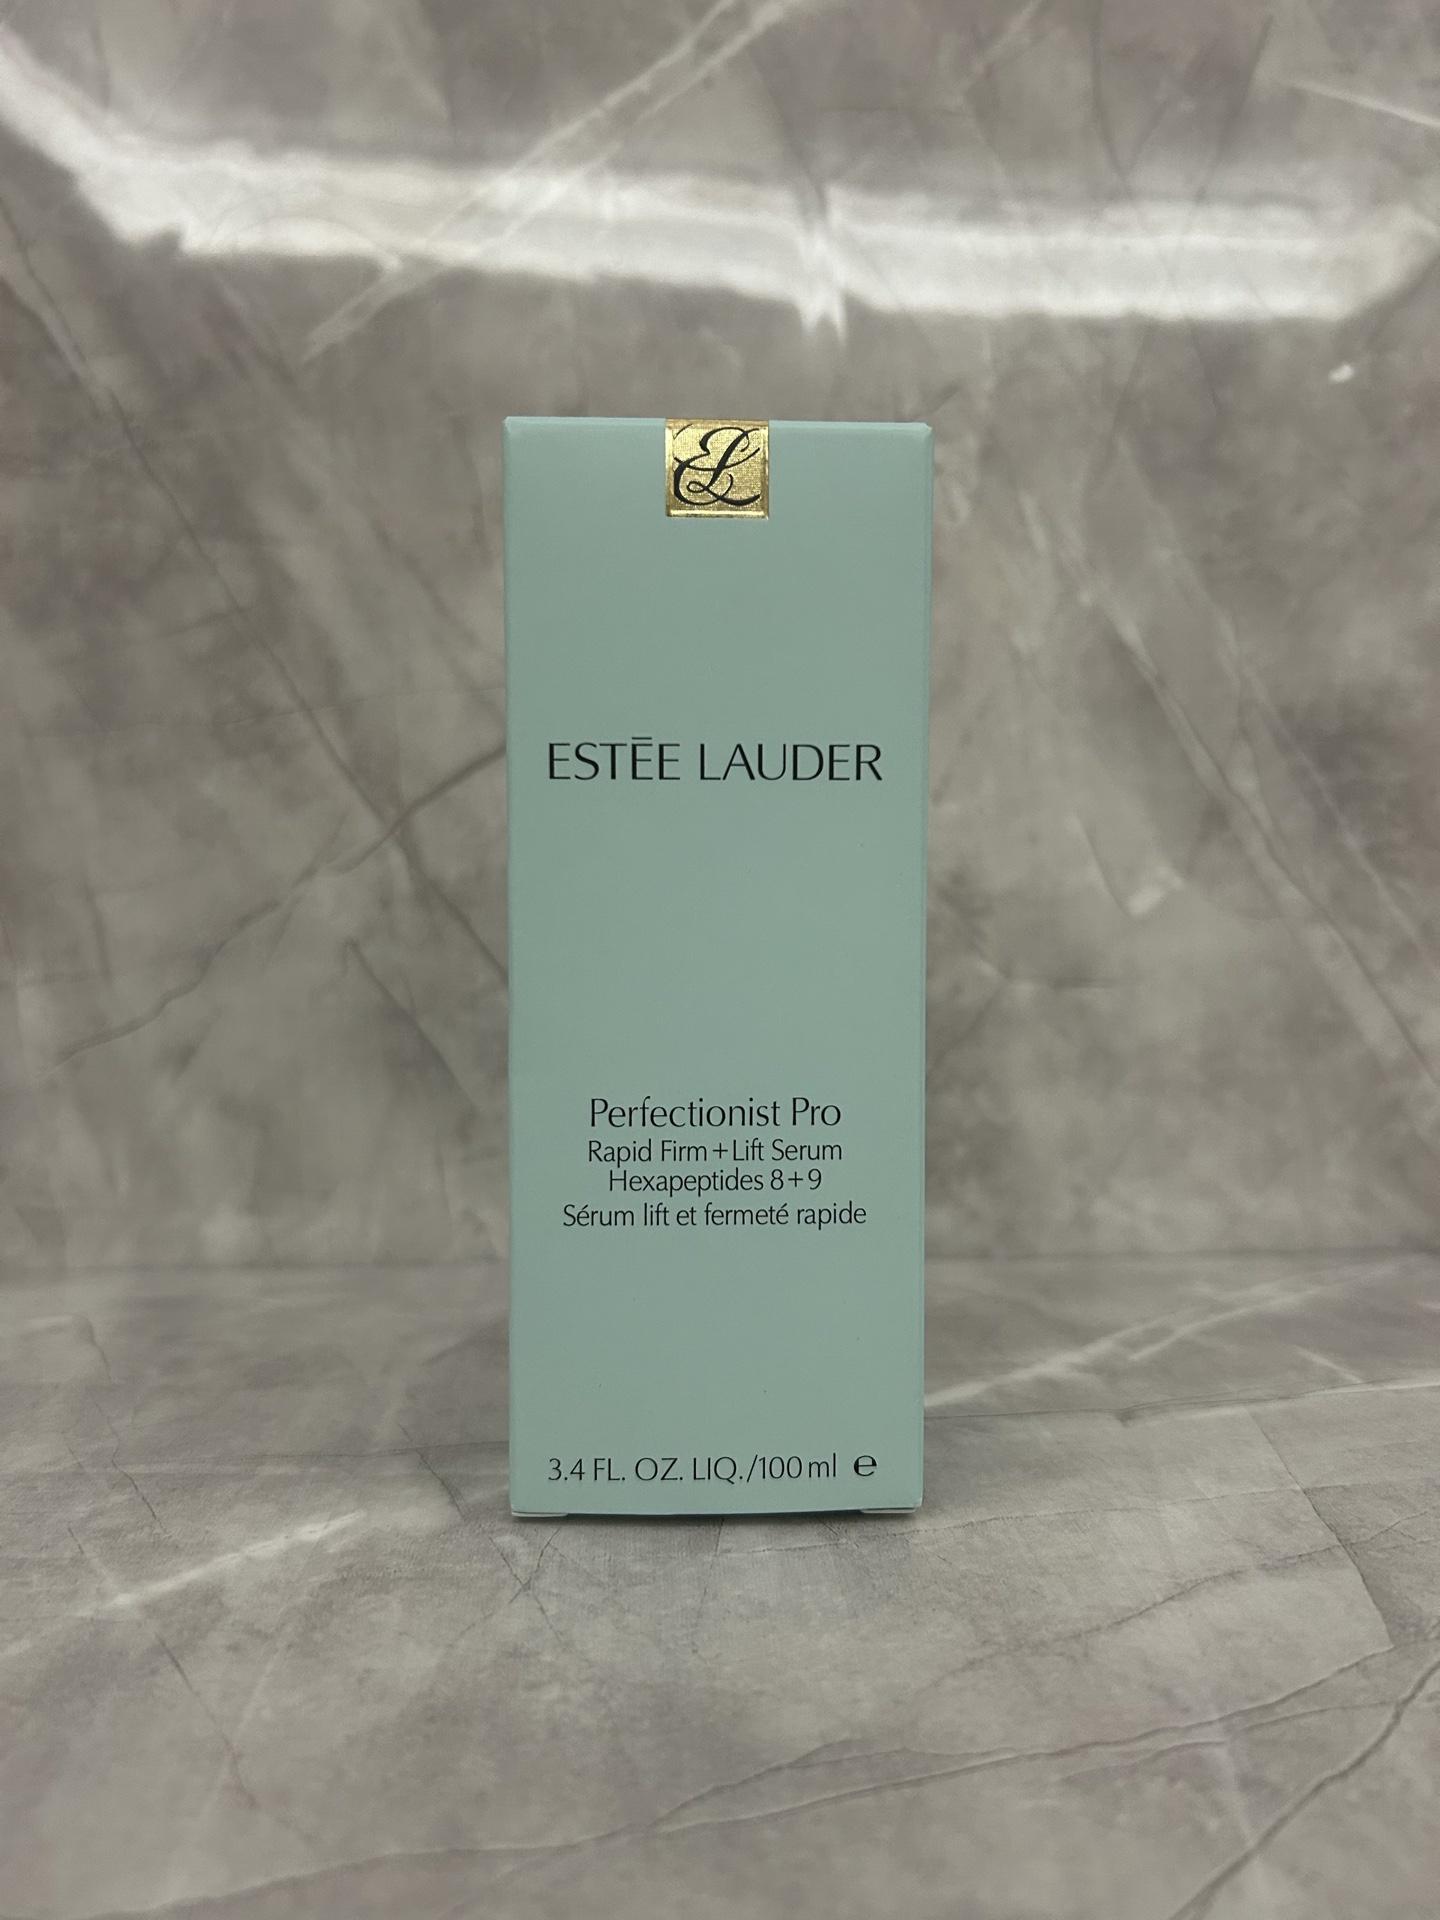 EL
ESTĒE LAUDER
Perfectionist Pro
Rapid Firm+Lift Serum
Hexapeptides 8+9
Sérum lift et fermeté rapide
3.4 FL. OZ. LIQ./100 ml ℮